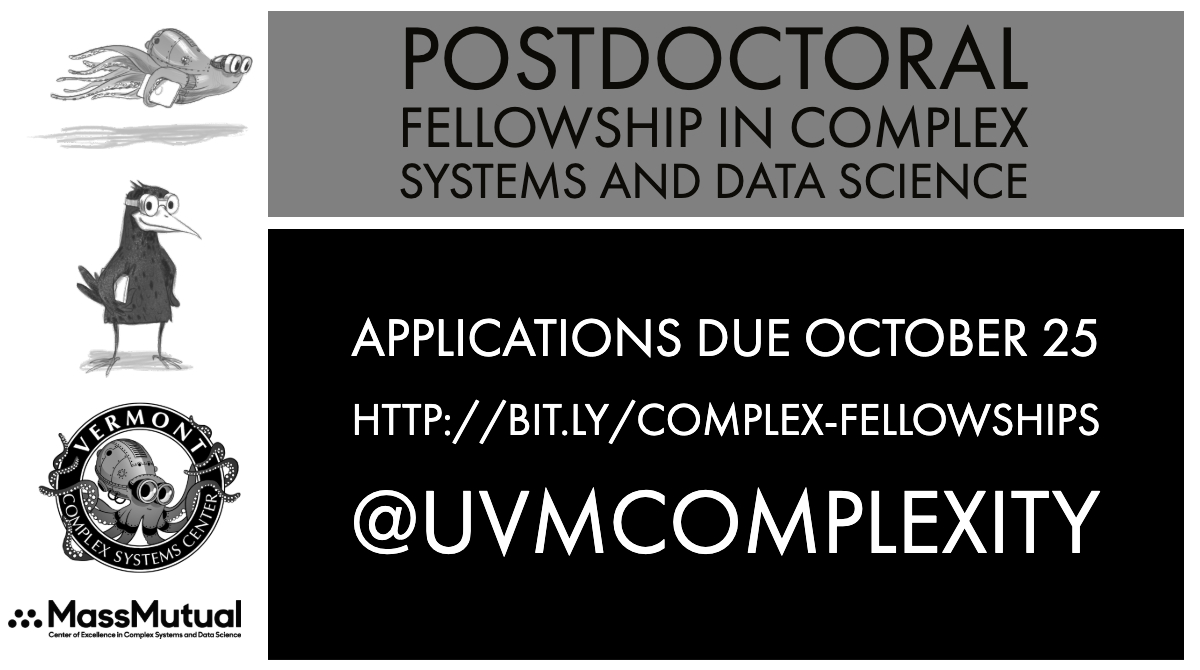 POSTDOCTORAL
FELLOWSHIP IN COMPLEX
SYSTEMS AND DATA SCIENCE
APPLICATIONS DUE OCTOBER 25
HTTP://BIT.LY/COMPLEX-FELLOWSHIPS
@UVMCOMPLEXITY
VERMONT
COMPLEX SYSTEMS CENTER
MassMutual
Center of Excellence in Complex Systems and Data Science